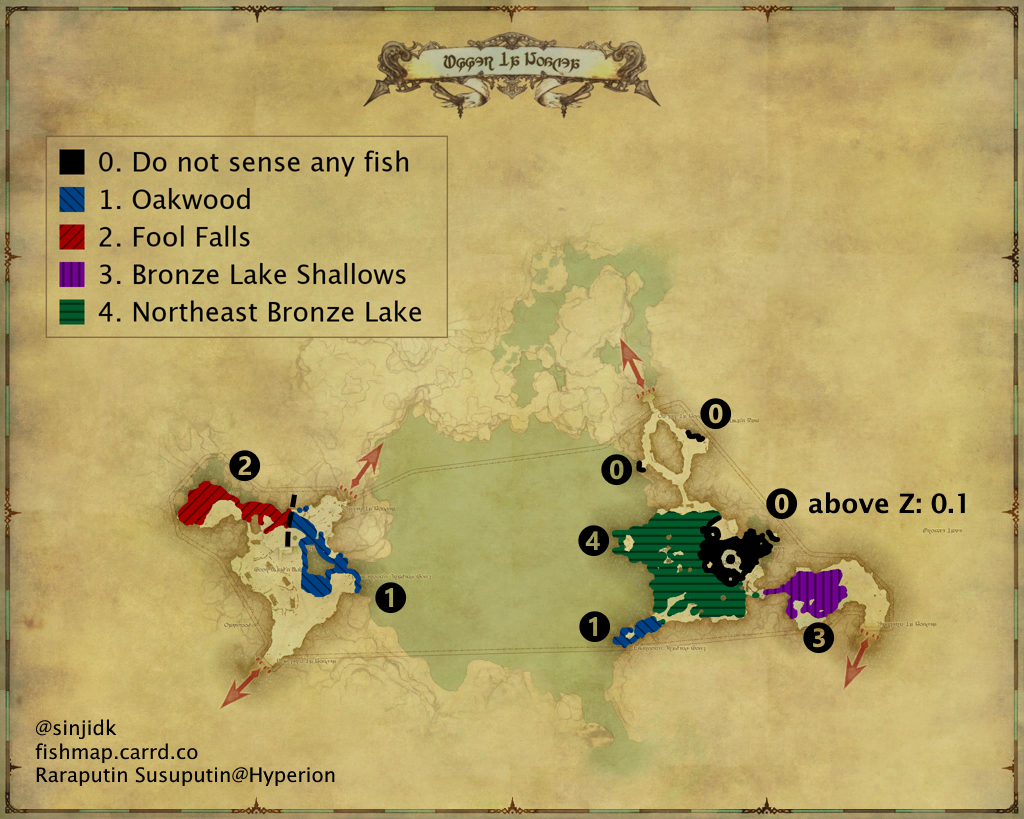 0. Do not sense any fish
1. Oakwood
2. Fool Falls
3. Bronze Lake Shallows
4. Northeast Bronze Lake
0
2
0
0 above Z: 0.1
4
1
1
3
@sinjidk
fishmap.carrd.co
Raraputin Susuputin@Hyperion